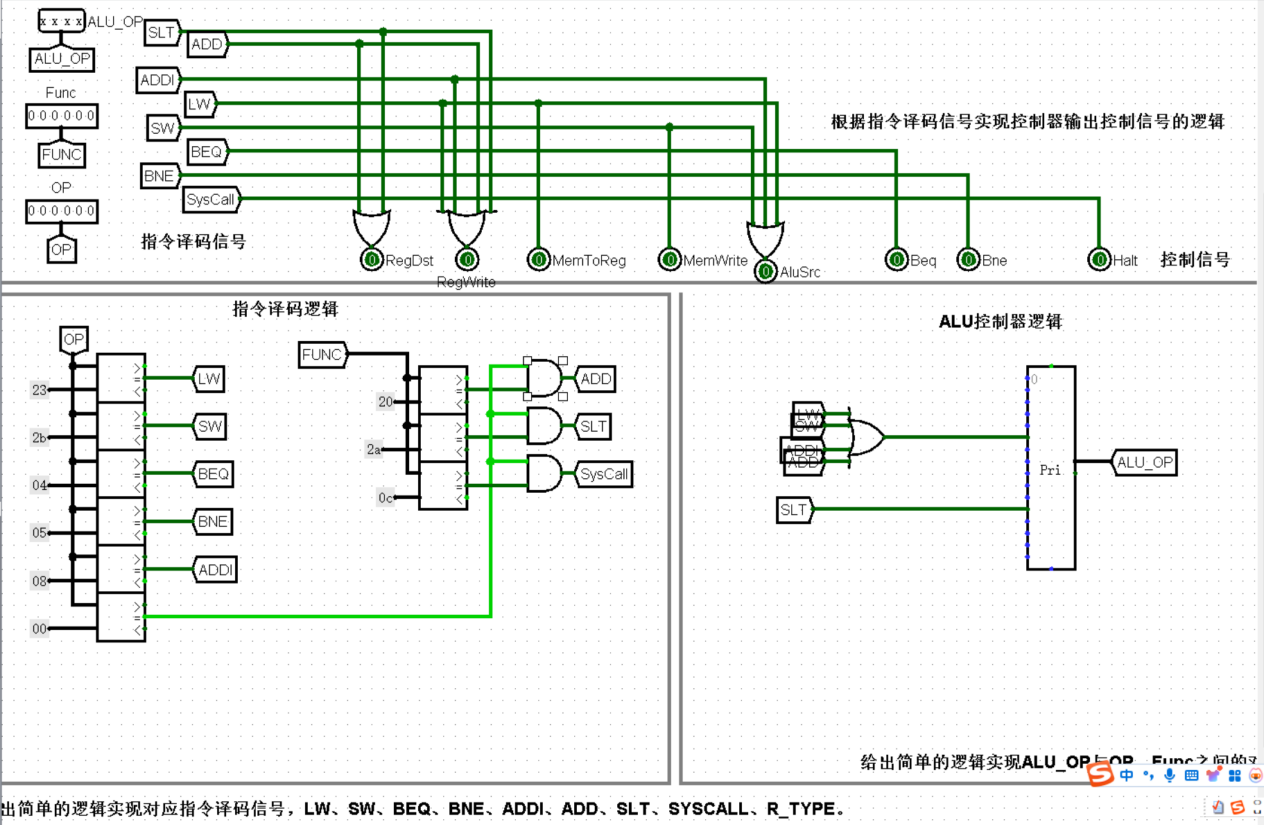 x x x x ALU_OP
ALU_OP
Func
0 0 0 0 0 0
FUNC
OP
0 0 0 0 0 0
OP
SLT
ADD
ADDI
LW
SW
BEQ
BNE
SysCall
指令译码信号
根据指令译码信号实现控制器输出控制信号的逻辑
0 RegDst
0 RegWrite
0 MemToReg
0 MemWrite
0 AluSrc
0 Beq
0 Bne
0 Halt
控制信号
指令译码逻辑
OP
23 > = < LW
2b > = < SW
04 > = < BEQ
05 > = < BNE
08 > = < ADDI
00 > = <
FUNC
20 > = < ADD
2a > = < SLT
0c > = < SysCall
ALU控制器逻辑
LW
SW
ADDI
ADD
SLT
0
Pri
ALU_OP
给出简单的逻辑实现ALU_OP与OP、Func之间的
出简单的逻辑实现对应指令译码信号，LW、SW、BEQ、BNE、ADDI、ADD、SLT、SYSCALL、R_TYPE。
中